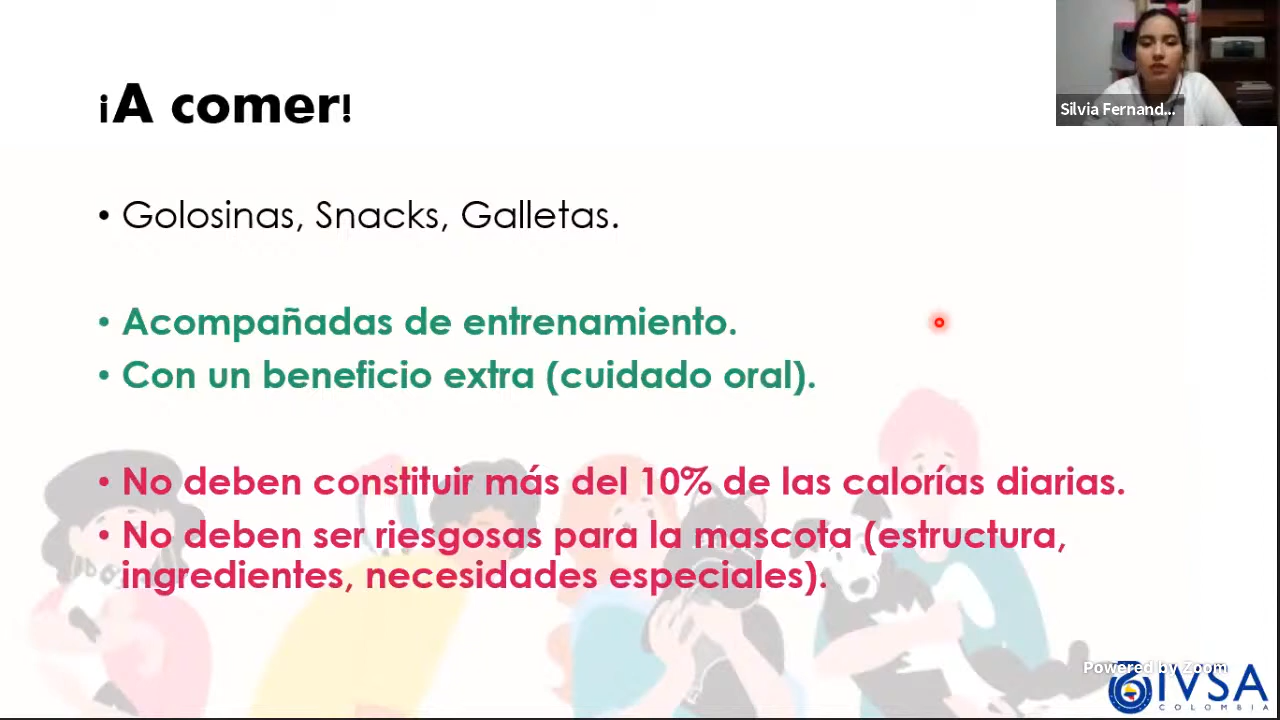 ¡A comer!
Silvia Fernand...
• Golosinas, Snacks, Galletas.
• Acompañadas de entrenamiento.
• Con un beneficio extra (cuidado oral).
• No deben constituir más del 10% de las calorías diarias.
• No deben ser riesgosas para la mascota (estructura,
ingredientes, necesidades especiales).
Powered by Zoom
IVSA
COLOMBIA